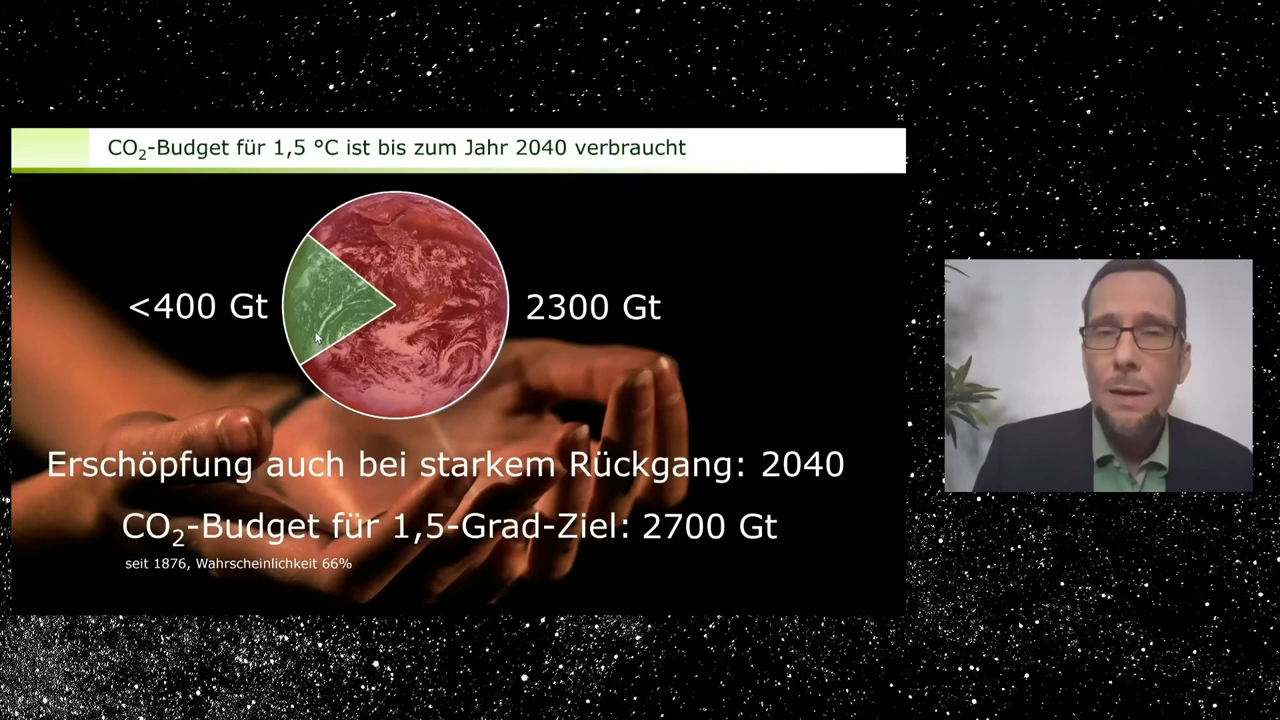 CO₂-Budget für 1,5 °C ist bis zum Jahr 2040 verbraucht
<400 Gt
2300 Gt
Erschöpfung auch bei starkem Rückgang: 2040
CO₂-Budget für 1,5-Grad-Ziel: 2700 Gt
seit 1876, Wahrscheinlichkeit 66%